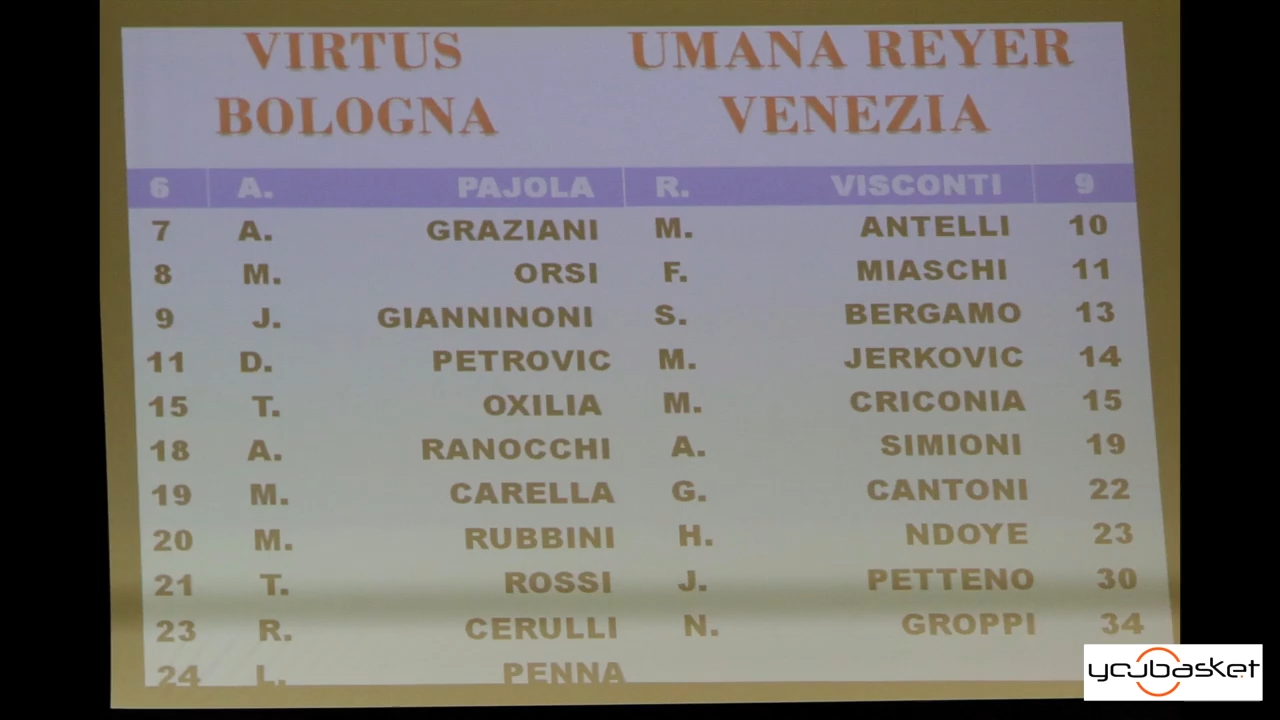 VIRTUS BOLOGNA
UMANA REYER VENEZIA
6 A. PAJOLA R. VISCONTI 9
7 A. GRAZIANI M. ANTELLI 10
8 M. ORSI F. MIASCHI 11
9 J. GIANNINONI S. BERGAMO 13
11 D. PETROVIC M. JERKOVIC 14
15 T. OXILIA M. CRICONIA 15
18 A. RANOCCHI A. SIMIONI 19
19 M. CARELLA G. CANTONI 22
20 M. RUBBINI H. NDOYE 23
21 T. ROSSI J. PETTENO 30
23 R. CERULLI N. GROPPI 34
24 L. PENNA
ycubasket